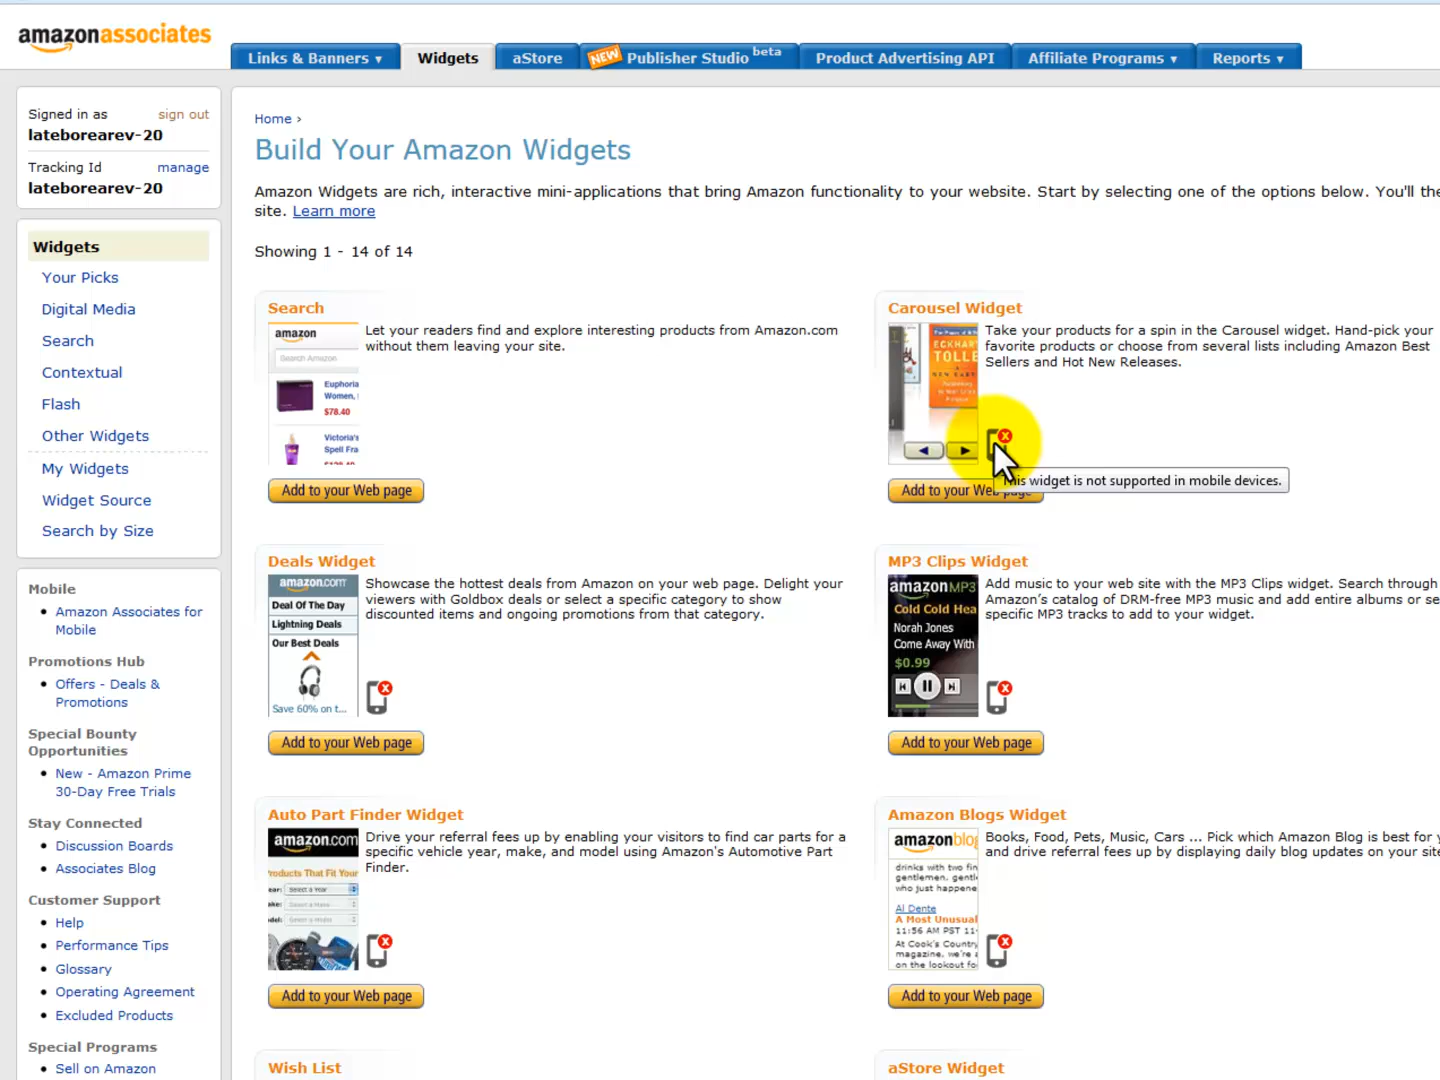 amazonassociates
Links & Banners ▼
Widgets
aStore
NEW Publisher Studio beta
Product Advertising API
Affiliate Programs ▼
Reports ▼
Signed in as sign out
lateborearev-20
Tracking Id manage
lateborearev-20
Widgets
Your Picks
Digital Media
Search
Contextual
Flash
Other Widgets
My Widgets
Widget Source
Search by Size
Mobile
Amazon Associates for
Mobile
Promotions Hub
Offers - Deals &
Promotions
Special Bounty
Opportunities
New - Amazon Prime
30-Day Free Trials
Stay Connected
Discussion Boards
Associates Blog
Customer Support
Help
Performance Tips
Glossary
Operating Agreement
Excluded Products
Special Programs
Sell on Amazon
Home ›
Build Your Amazon Widgets
Amazon Widgets are rich, interactive mini-applications that bring Amazon functionality to your website. Start by selecting one of the options below. You'll the
site. Learn more
Showing 1 - 14 of 14
Search
amazon
Search Amazon
Euphoria
Women,
$78.40
Victoria's
Spell Fra
Let your readers find and explore interesting products from Amazon.com
without them leaving your site.
Add to your Web page
Carousel Widget
ECKHAR
TOLLE
Take your products for a spin in the Carousel widget. Hand-pick your
favorite products or choose from several lists including Amazon Best
Sellers and Hot New Releases.
This widget is not supported in mobile devices.
Add to your Web page
Deals Widget
amazon.com
Deal Of The Day
Lightning Deals
Our Best Deals
Save 60% on t...
Showcase the hottest deals from Amazon on your web page. Delight your
viewers with Goldbox deals or select a specific category to show
discounted items and ongoing promotions from that category.
Add to your Web page
MP3 Clips Widget
amazonMP3
Cold Cold Hea
Norah Jones
Come Away With
$0.99
Add music to your web site with the MP3 Clips widget. Search through
Amazon's catalog of DRM-free MP3 music and add entire albums or se
specific MP3 tracks to add to your widget.
Add to your Web page
Auto Part Finder Widget
amazon.com
Products That Fit Your
ear: Select a Year
ake: Select a Make
odel: Select a Model
Drive your referral fees up by enabling your visitors to find car parts for a
specific vehicle year, make, and model using Amazon's Automotive Part
Finder.
Add to your Web page
Amazon Blogs Widget
amazonblog
drinks with two fin
gentlemen, gentl
who just happene
Al Dente
A Most Unusual
11:56 AM PST 11
At Cook's Country
magazine, we're a
on the lookout fo
Books, Food, Pets, Music, Cars ... Pick which Amazon Blog is best for y
and drive referral fees up by displaying daily blog updates on your site
Add to your Web page
Wish List
aStore Widget